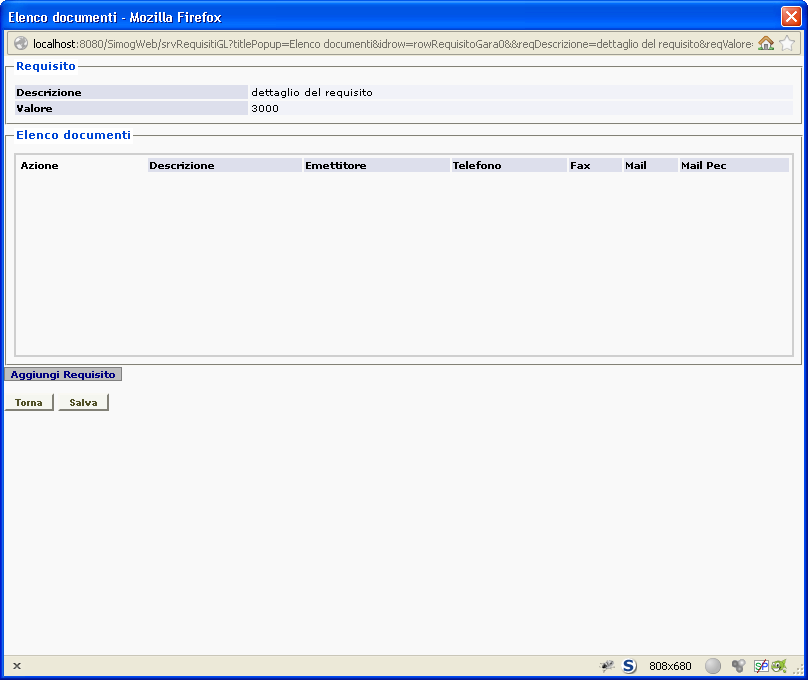 Elenco documenti - Mozilla Firefox
localhost:8080/SimogWeb/srvRequisitiGL?titlePopup=Elenco documenti&idrow=rowRequisitoGara0&&reqDescrizione=dettaglio del requisito&reqValore=
Requisito
Descrizione dettaglio del requisito
Valore 3000
Elenco documenti
Azione Descrizione Emettitore Telefono Fax Mail Mail Pec
Aggiungi Requisito
Torna Salva
x S 808x680 SP